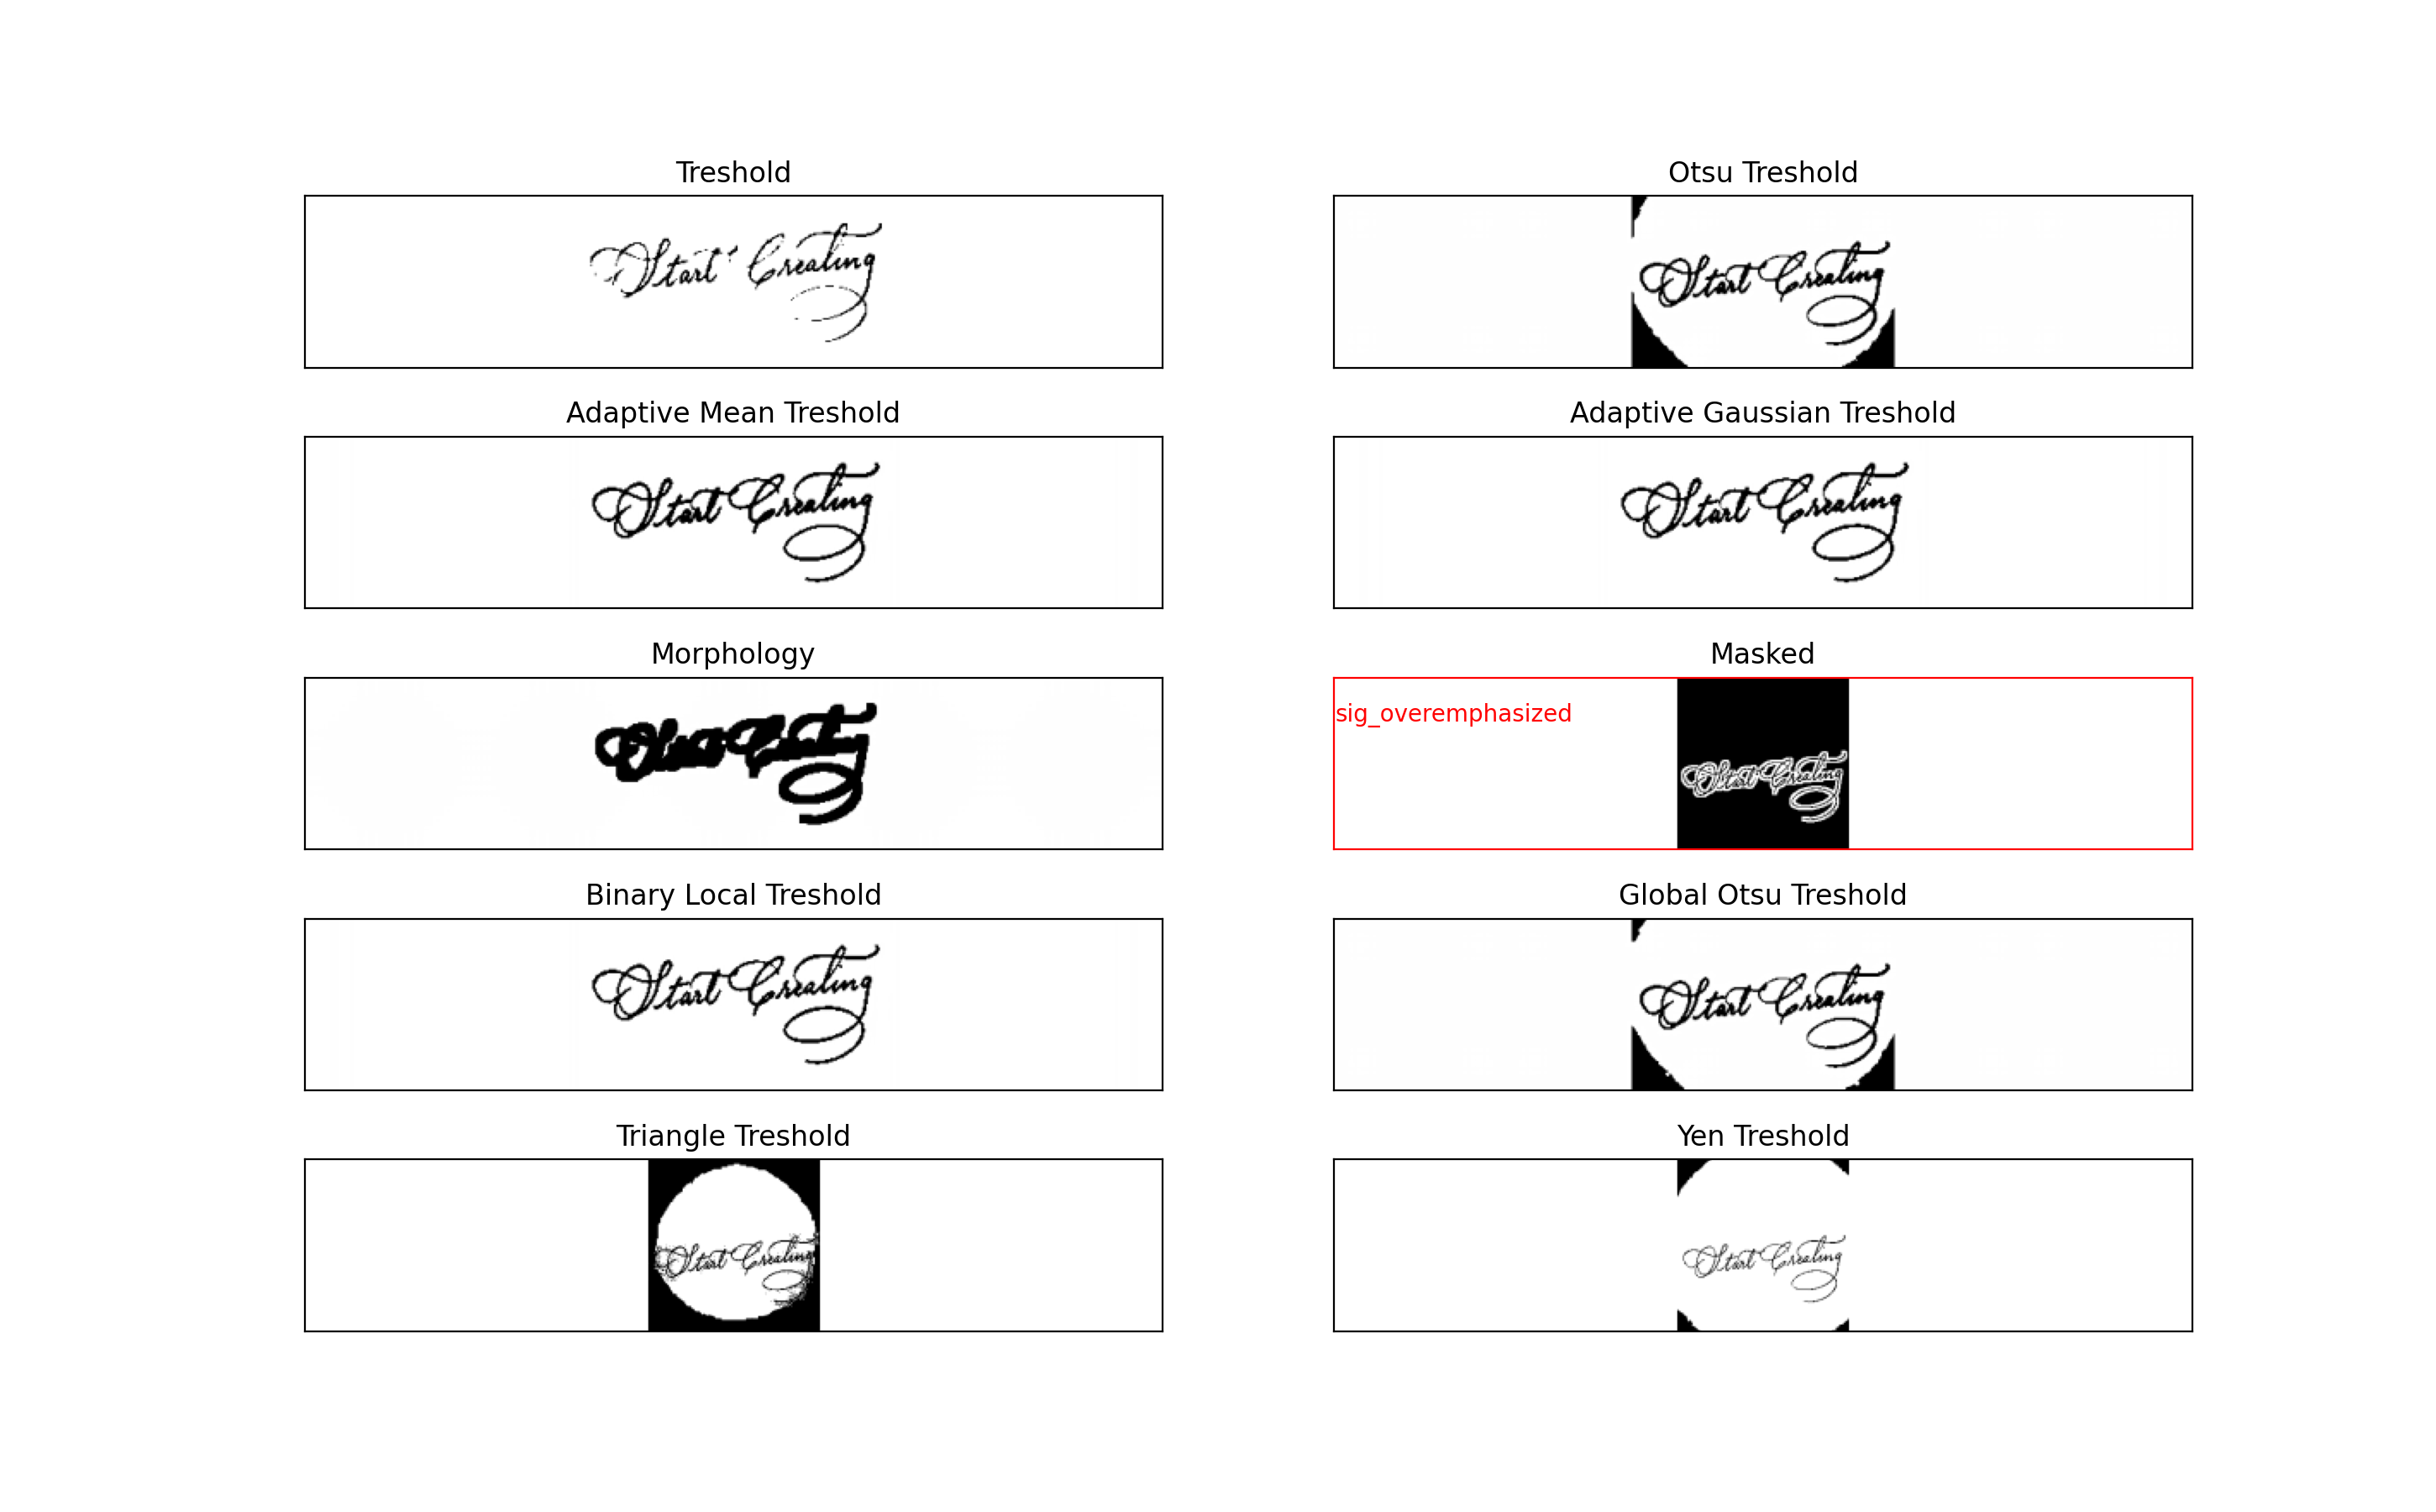 Treshold
Start Creating
Otsu Treshold
Start Creating
Adaptive Mean Treshold
Start Creating
Adaptive Gaussian Treshold
Start Creating
Morphology
Masked
sig_overemphasized
Start Creating
Binary Local Treshold
Start Creating
Global Otsu Treshold
Start Creating
Triangle Treshold
Start Creating
Yen Treshold
Start Creating